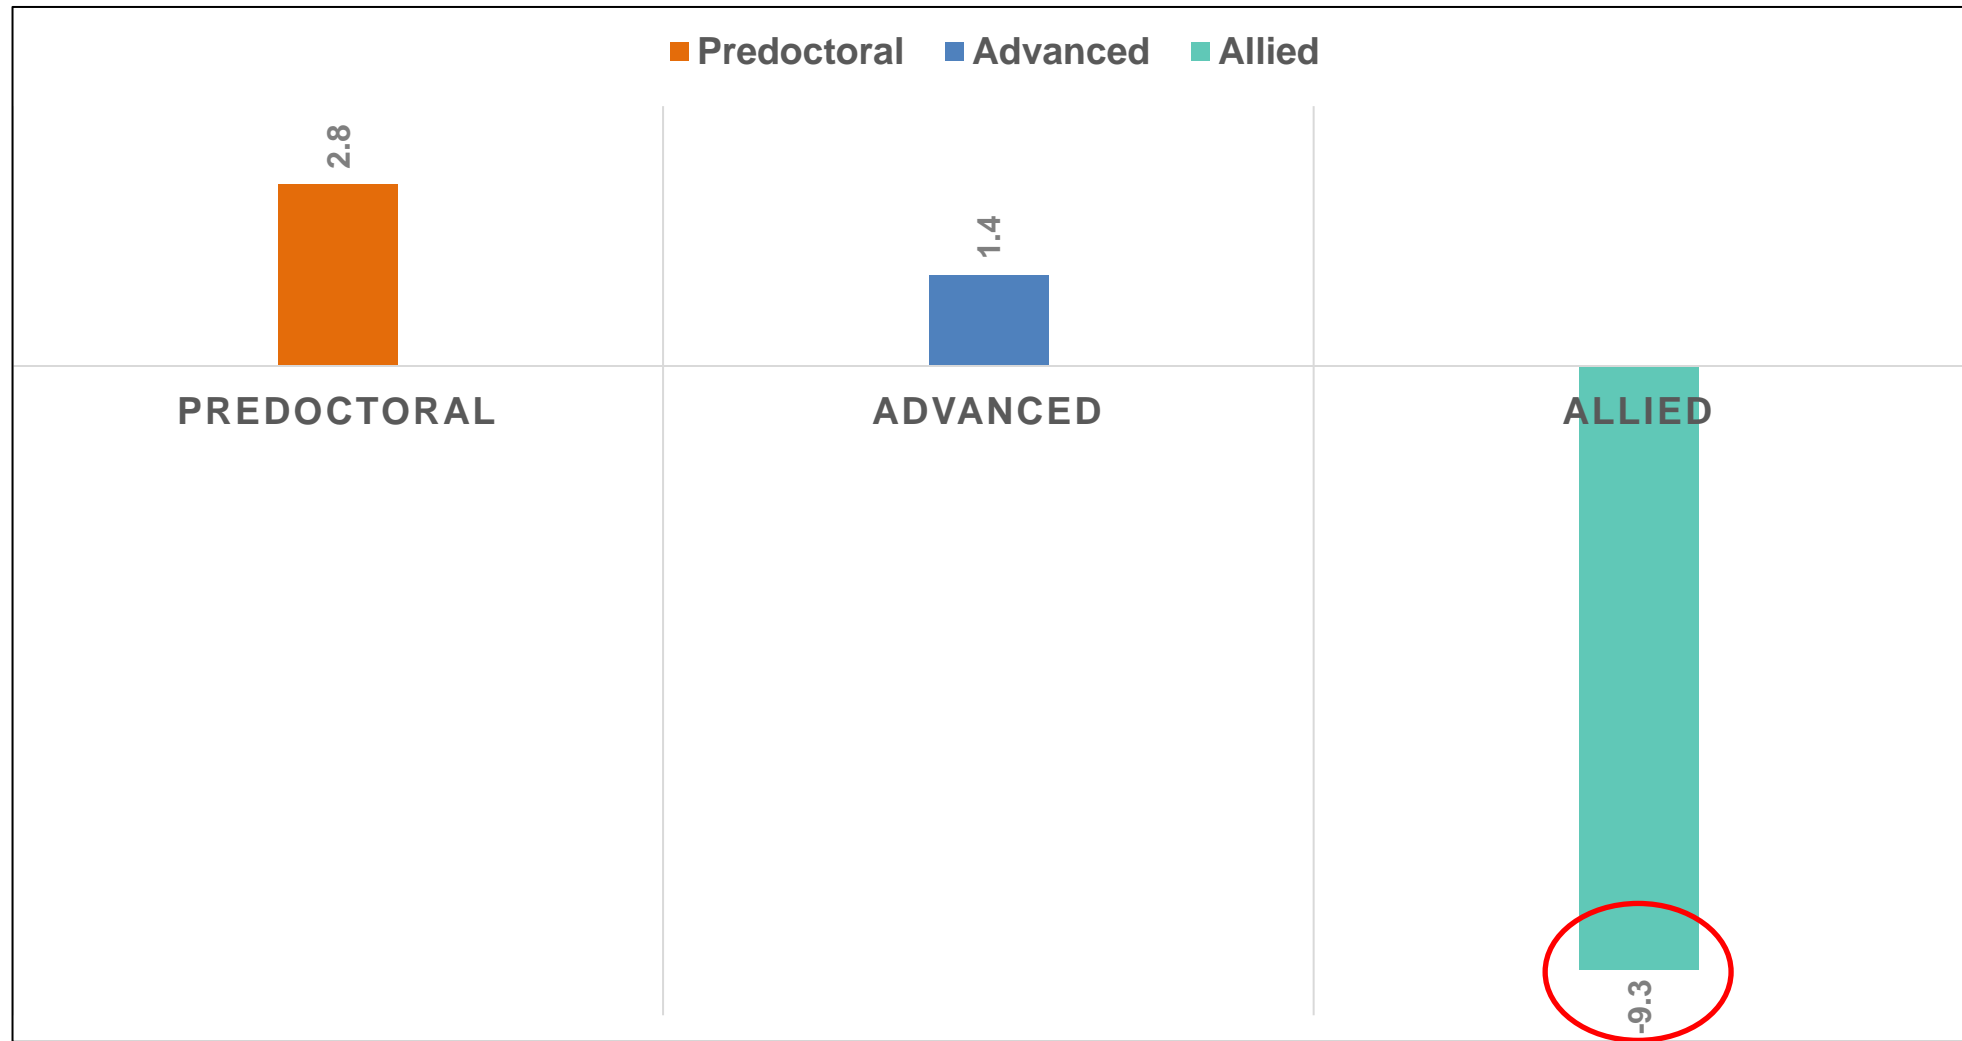 Predoctoral Advanced Allied
2.8
1.4
PREDOCTORAL ADVANCED ALLIED
-9.3